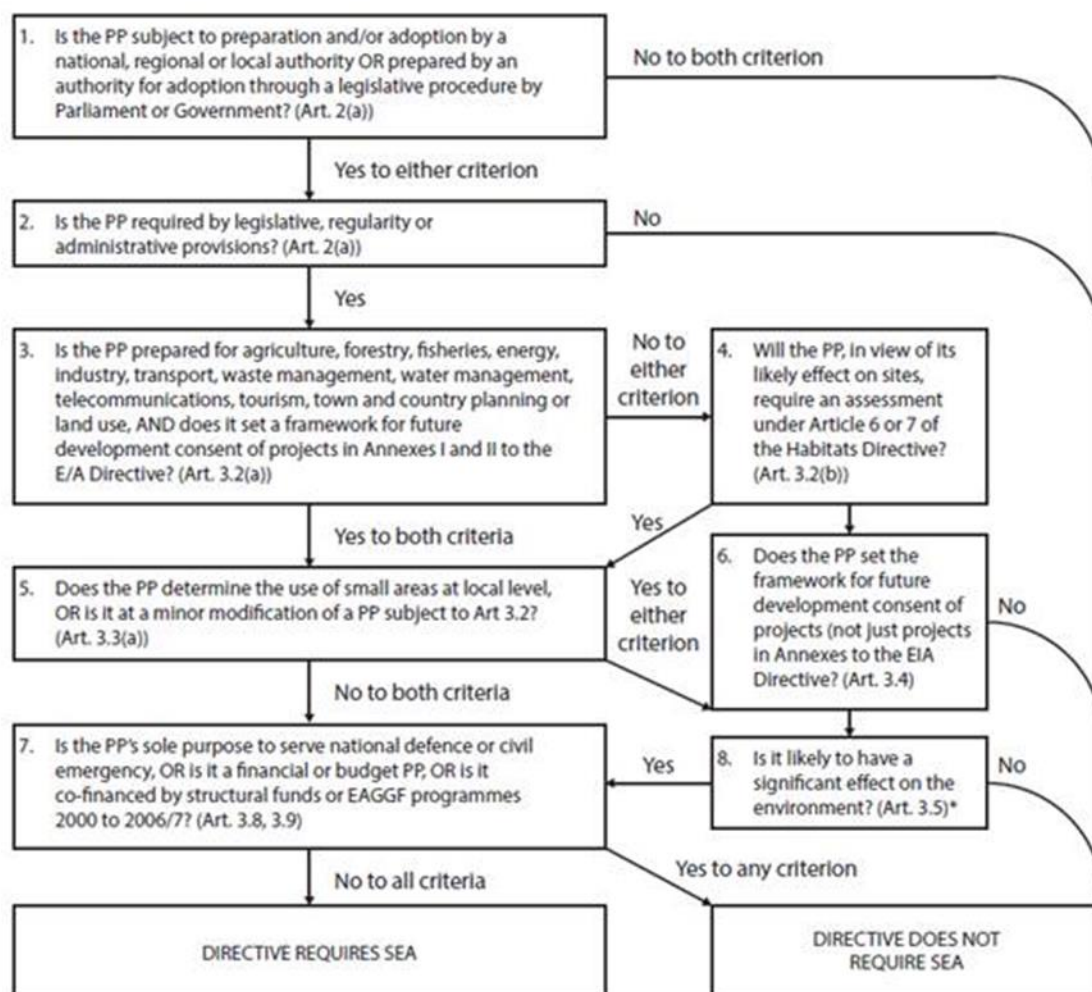 1. Is the PP subject to preparation and/or adoption by a
national, regional or local authority OR prepared by an
authority for adoption through a legislative procedure by
Parliament or Government? (Art. 2(a))
No to both criterion
Yes to either criterion
2. Is the PP required by legislative, regularity or
administrative provisions? (Art. 2(a))
No
Yes
3. Is the PP prepared for agriculture, forestry, fisheries, energy,
industry, transport, waste management, water management,
telecommunications, tourism, town and country planning or
land use, AND does it set a framework for future
development consent of projects in Annexes I and II to the
E/A Directive? (Art. 3.2(a))
No to
either
criterion
4. Will the PP, in view of its
likely effect on sites,
require an assessment
under Article 6 or 7 of
the Habitats Directive?
(Art. 3.2(b))
Yes to both criteria
Yes
5. Does the PP determine the use of small areas at local level,
OR is it at a minor modification of a PP subject to Art 3.2?
(Art. 3.3(a))
Yes to
either
criterion
6. Does the PP set the
framework for future
development consent of
projects (not just projects
in Annexes to the EIA
Directive? (Art. 3.4)
No
No to both criteria
7. Is the PP's sole purpose to serve national defence or civil
emergency, OR is it a financial or budget PP, OR is it
co-financed by structural funds or EAGGF programmes
2000 to 2006/7? (Art. 3.8, 3.9)
Yes
8. Is it likely to have a
significant effect on the
environment? (Art. 3.5)*
No
No to all criteria
Yes to any criterion
DIRECTIVE REQUIRES SEA
DIRECTIVE DOES NOT
REQUIRE SEA